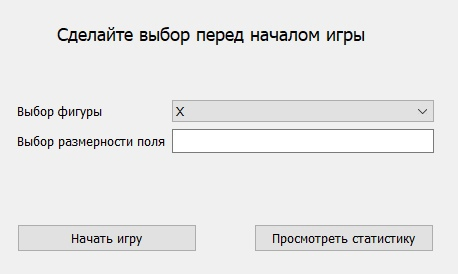 Сделайте выбор перед началом игры
Выбор фигуры X
Выбор размерности поля
Начать игру Просмотреть статистику